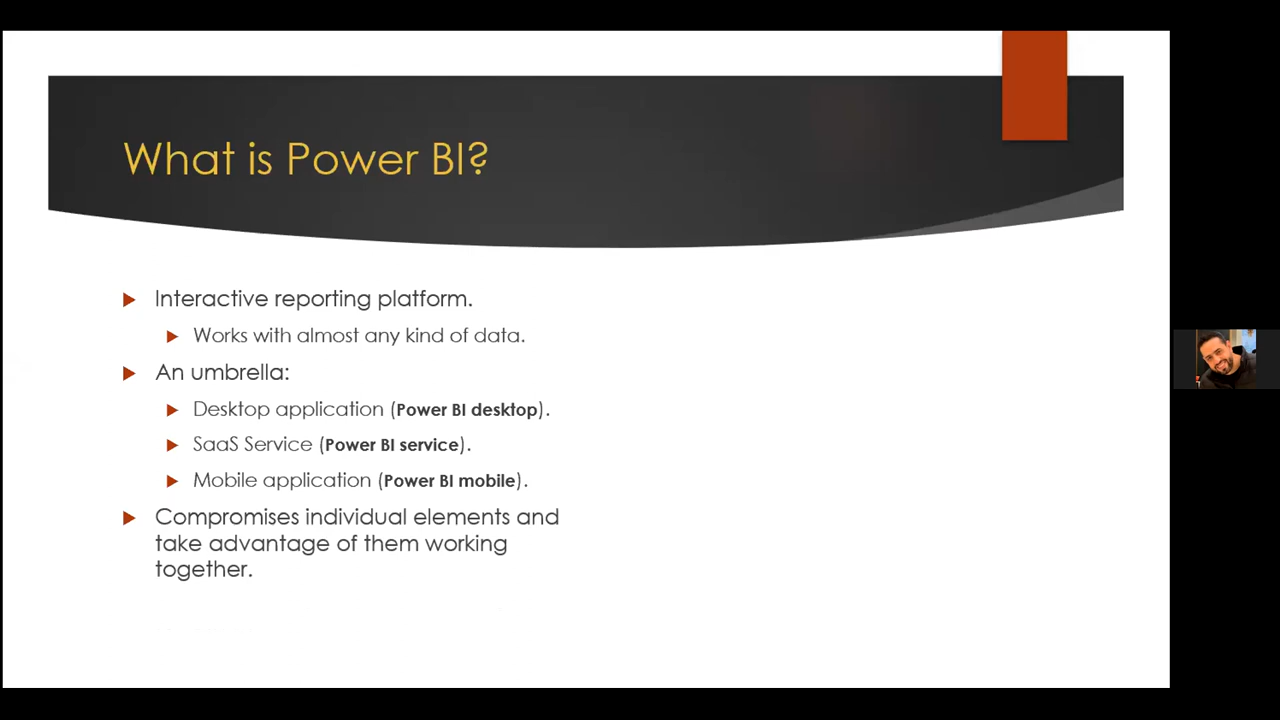 What is Power BI?
Interactive reporting platform.
Works with almost any kind of data.
An umbrella:
Desktop application (Power BI desktop).
SaaS Service (Power BI service).
Mobile application (Power BI mobile).
Compromises individual elements and
take advantage of them working
together.